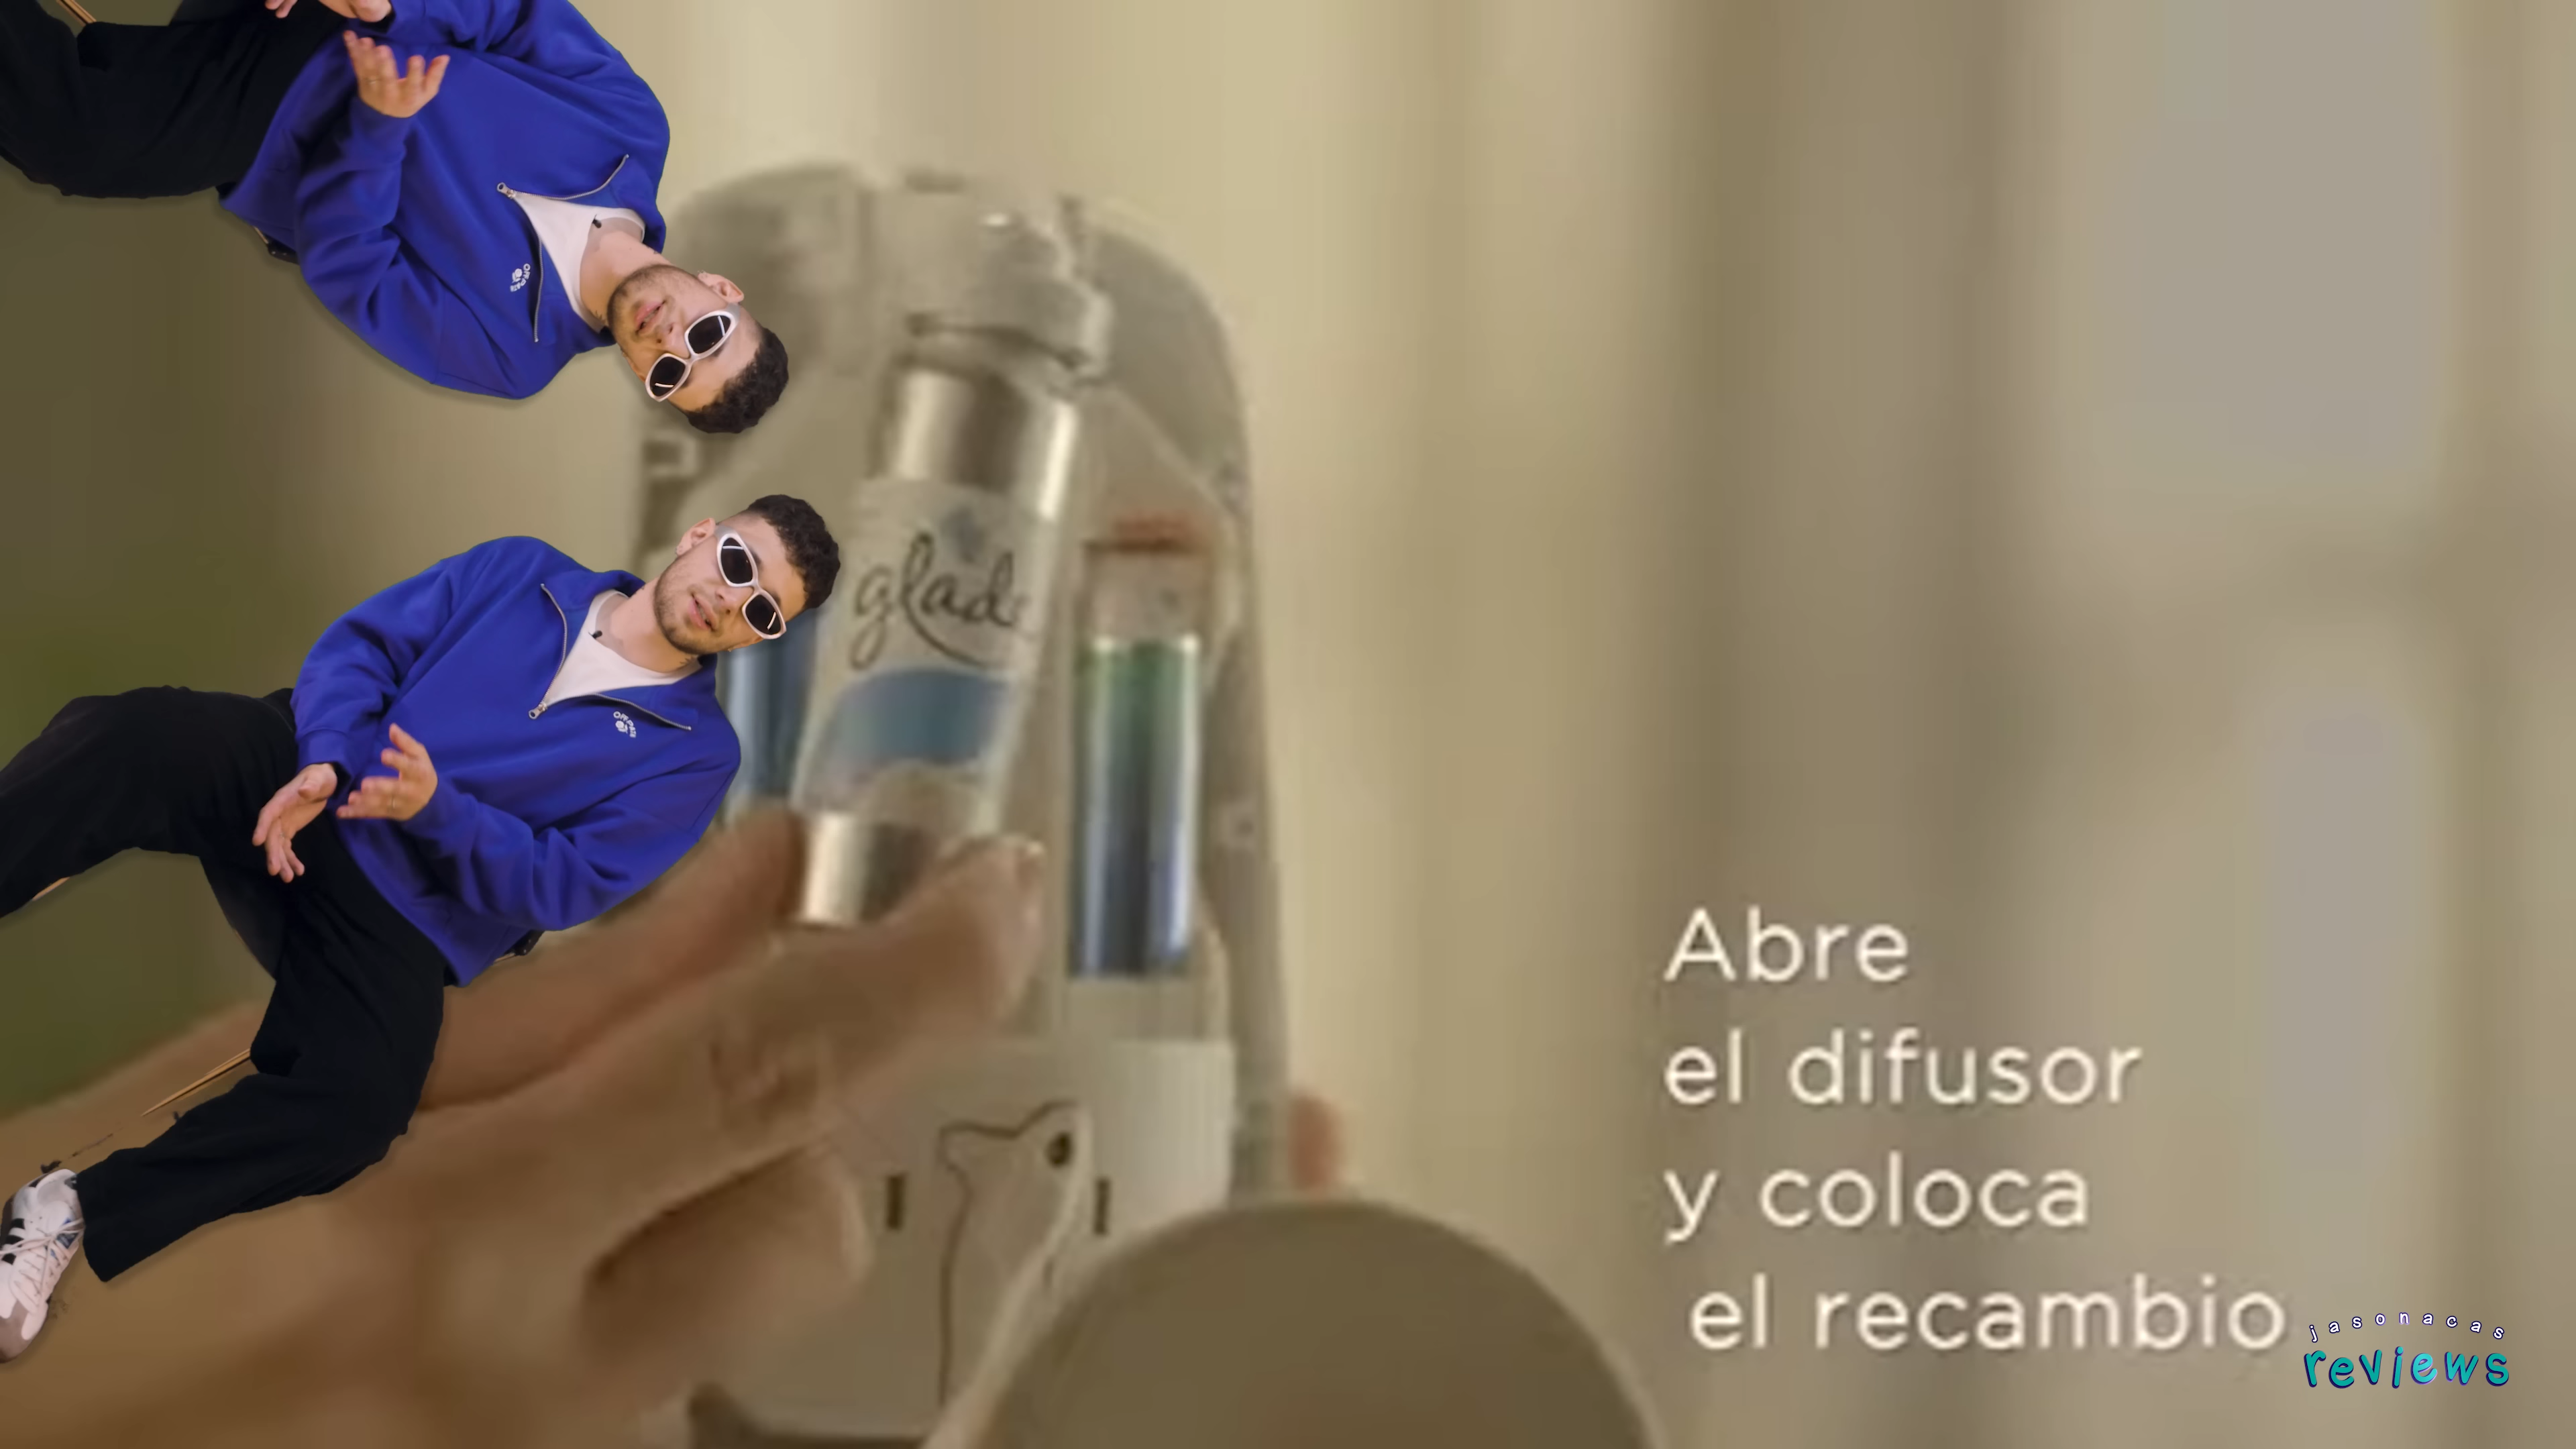 glade
Abre
el difusor
y coloca
el recambio
jasonacas
reviews